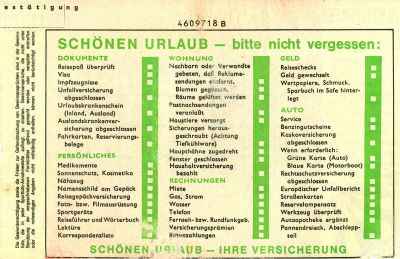 estätigung
4609718 B
SCHÖNEN URLAUB – bitte nicht vergessen:
DOKUMENTE
Reisepaß überprüft
Visa
Impfzeugnisse
Unfallversicherung
abgeschlossen
Urlaubskrankenschein
(Inland, Ausland)
Auslandskrankenver-
sicherung abgeschlossen
Fahrkarten, Reservierungs-
belege
PERSÖNLICHES
Medikamente
Sonnenschutz, Kosmetika
Nähzeug
Namensschild am Gepäck
Reisegepäckversicherung
Foto- bzw. Filmausrüstung
Sportgeräte
Reiseführer und Wörterbuch
Lektüre
Korrespondenzliste
WOHNUNG
Nachbarn oder Verwandte
gebeten, daß Reklame-
sendungen entfernt,
Blumen gegossen,
Räume gelüftet werden
Postnachsendungen
veranlaßt
Haustiere versorgt
Sicherungen heraus-
geschraubt (Achtung
Tiefkühlware)
Haupthähne zugedreht
Fenster geschlossen
Haushaltsversicherung
bezahlt
RECHNUNGEN
Miete
Gas, Strom
Wasser
Telefon
Fernseh- bzw. Rundfunkgeb.
Versicherungsprämien
Ratenzahlungen
GELD
Reiseschecks
Geld gewechselt
Wertpapiere, Schmuck,
Sparbuch im Safe hinter-
legt
AUTO
Service
Benzingutscheine
Kaskoversicherung
abgeschlossen
Wenn erforderlich:
Grüne Karte (Auto)
Blaue Karte (Motorboot)
Rechtsschutzversicherung
abgeschlossen
Europäischer Unfallbericht
Straßenkarten
Reservelampensatz
Werkzeug überprüft
Autoapotheke ergänzt
Pannendreieck, Abschlepp-
SCHÖNEN URLAUB – IHRE VERSICHERUNG